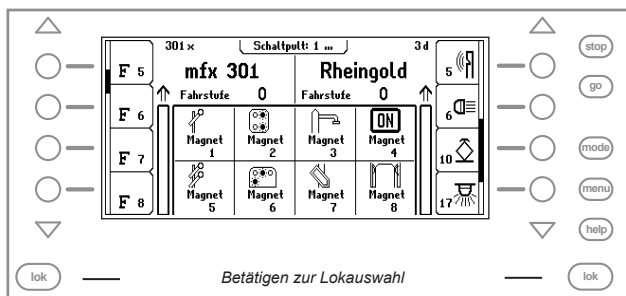 stop
301 x Schaltpult: 1 ... 3 d
F 5 mfx 301 Rheingold 5
go
Fahrstufe 0 Fahrstufe 0
F 6 ON 6
Magnet 1 Magnet 2 Magnet 3 Magnet 4
F 7 10 mode
Magnet 5 Magnet 6 Magnet 7 Magnet 8
F 8 17 menu
help
lok Betätigen zur Lokauswahl lok